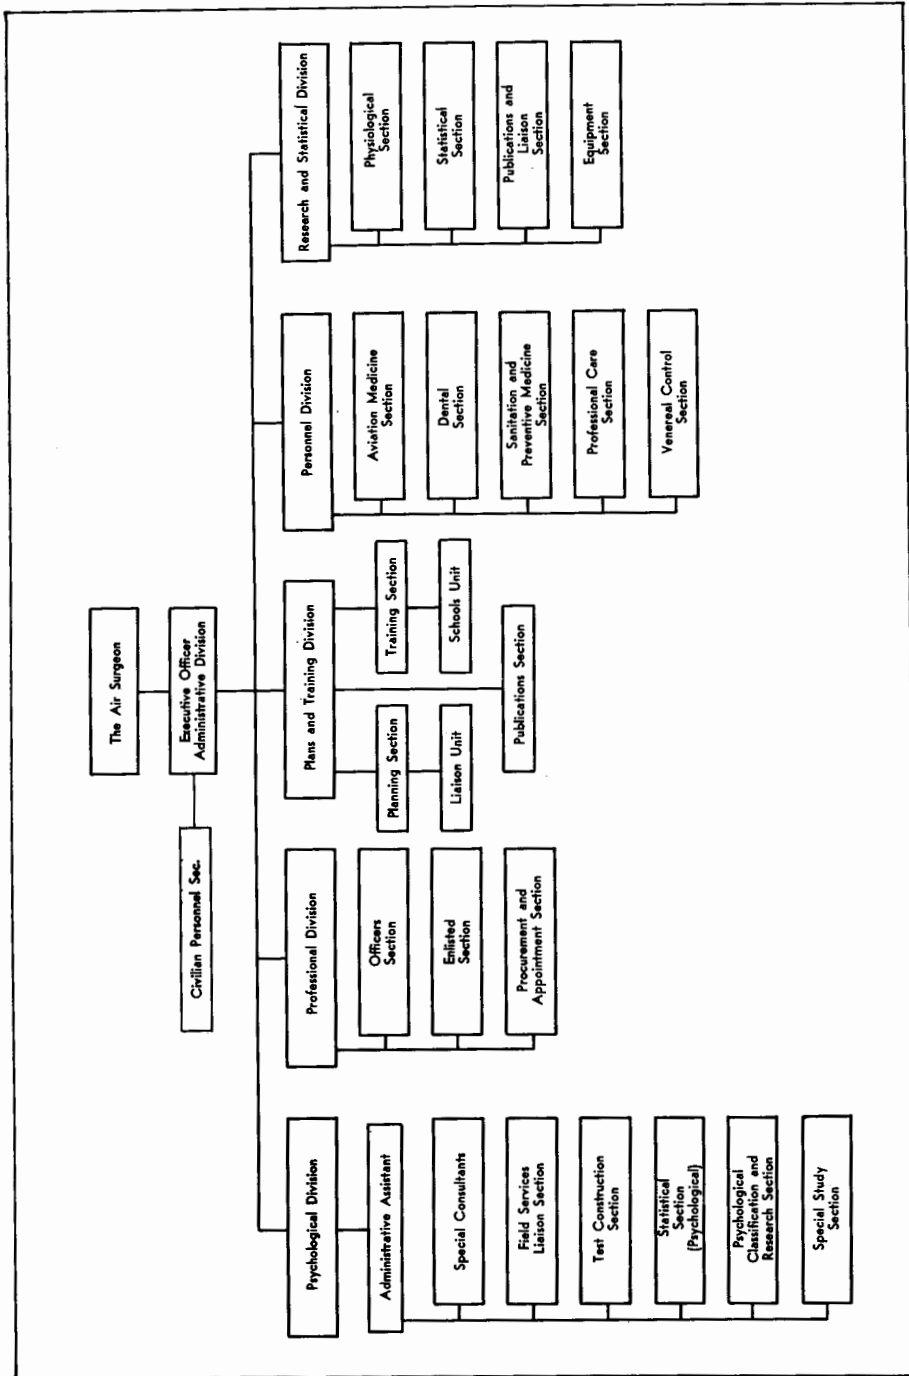 The Air Surgeon
Executive Officer
Administrative Division
Civilian Personnel Sec.
Psychological Division
Administrative Assistant
Special Consultants
Field Services
Liaison Section
Test Construction
Section
Statistical
Section
(Psychological)
Psychological
Classification and
Research Section
Special Study
Section
Professional Division
Officers
Section
Enlisted
Section
Procurement and
Appointment Section
Plans and Training Division
Planning Section
Liaison Unit
Training Section
Schools Unit
Publications Section
Personnel Division
Aviation Medicine
Section
Dental
Section
Sanitation and
Preventive Medicine
Section
Professional Care
Section
Venereal Control
Section
Research and Statistical Division
Physiological
Section
Statistical
Section
Publications and
Liaison
Section
Equipment
Section